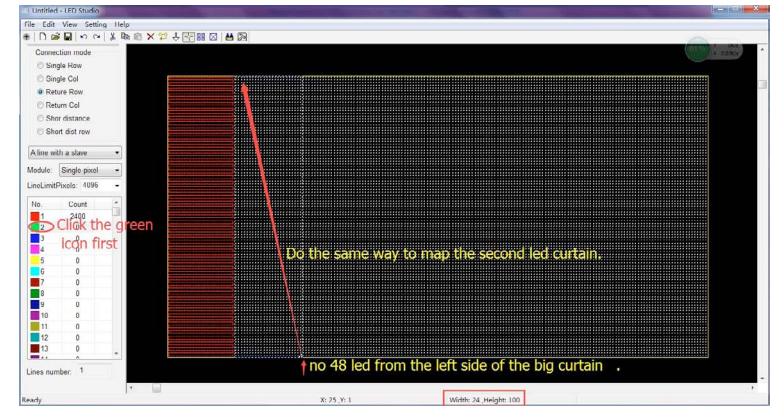 Untitled - LED Studio
File Edit View Setting Help
Connection mode
Single Row
Single Col
Reture Row
Return Col
Shor distance
Short dist row
A line with a slave
Module: Single pixel
LineLimitPixels: 4096
No. Count
1 2400
2
3 0
4 0
5 0
6 0
7 0
8 0
9 0
10 0
11 0
12 0
13 0
Click the green
icon first
Do the same way to map the second led curtain.
no 48 led from the left side of the big curtain .
Lines number: 1
Ready
X: 25 ,Y: 1
Width: 24 ,Height: 100